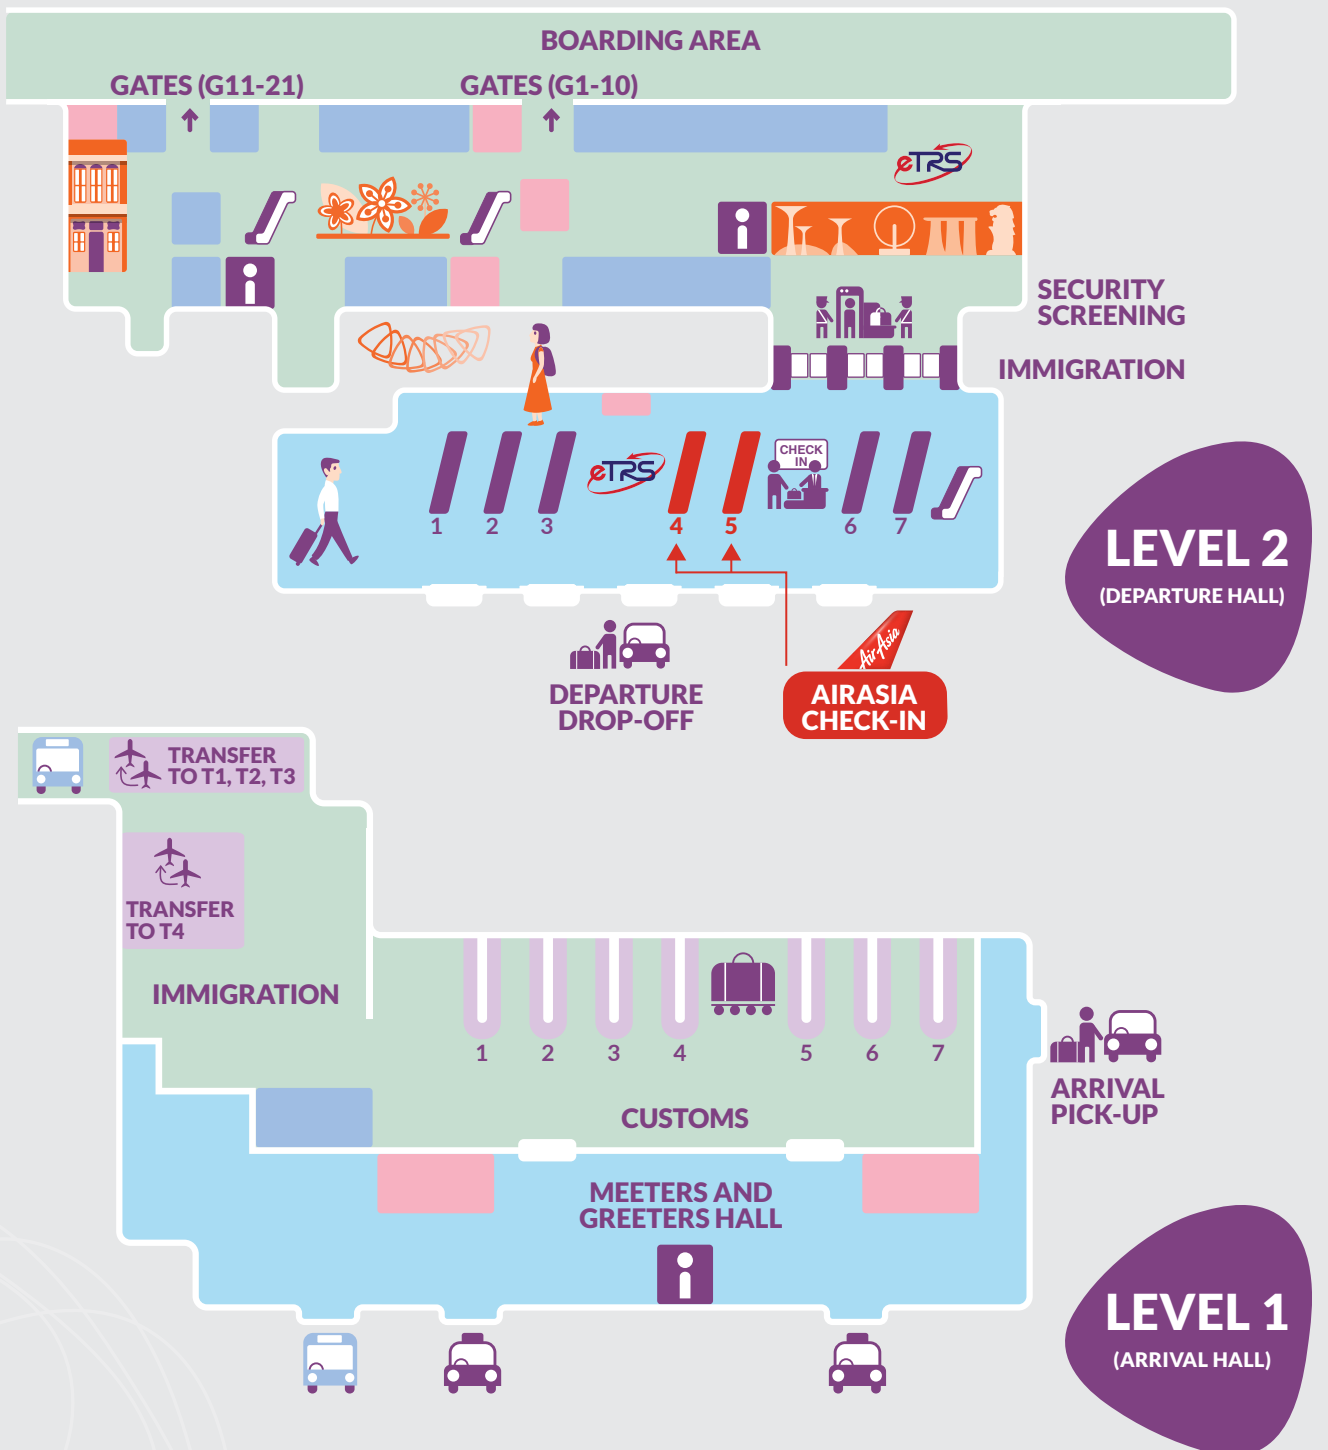 BOARDING AREA
GATES (G11-21)
GATES (G1-10)
eTRS
SECURITY
SCREENING
IMMIGRATION
CHECK
IN
eTRS
1
2
3
4
5
6
7
LEVEL 2
(DEPARTURE HALL)
AirAsia
DEPARTURE
DROP-OFF
AIRASIA
CHECK-IN
TRANSFER
TO T1, T2, T3
TRANSFER
TO T4
IMMIGRATION
1
2
3
4
5
6
7
ARRIVAL
PICK-UP
CUSTOMS
MEETERS AND
GREETERS HALL
LEVEL 1
(ARRIVAL HALL)